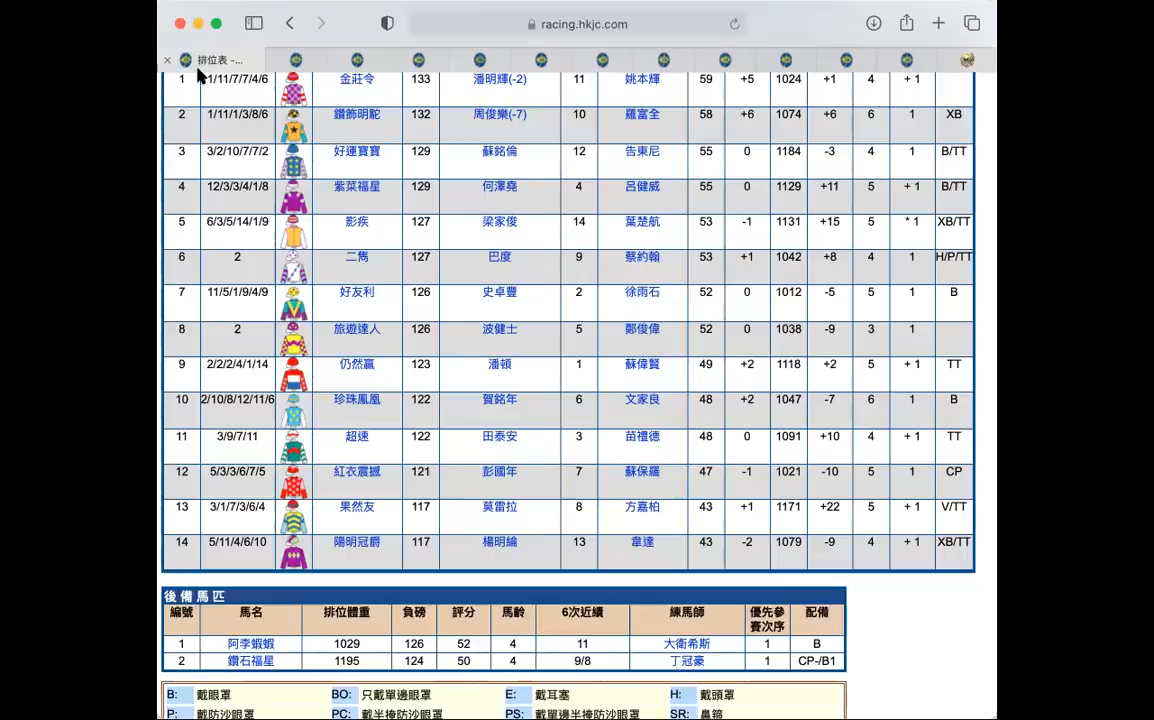 racing.hkjc.com
排位表 -...
1 1/11/7/7/4/6 金莊令 133 潘明輝(-2) 11 姚本輝 59 +5 1024 +1 4 + 1
2 1/11/1/3/8/6 鑽飾明駝 132 周俊樂(-7) 10 羅富全 58 +6 1074 +6 6 1 XB
3 3/2/10/7/7/2 好運寶寶 129 蘇銘倫 12 告東尼 55 0 1184 -3 4 1 B/TT
4 12/3/3/4/1/8 紫菜福星 129 何澤堯 4 呂健威 55 0 1129 +11 5 + 1 B/TT
5 6/3/5/14/1/9 影疾 127 梁家俊 14 葉楚航 53 -1 1131 +15 5 * 1 XB/TT
6 2 二雋 127 巴度 9 蔡約翰 53 +1 1042 +8 4 1 H/P/TT
7 11/5/1/9/4/9 好友利 126 史卓豐 2 徐雨石 52 0 1012 -5 5 1 B
8 2 旅遊達人 126 波健士 5 鄭俊偉 52 0 1038 -9 3 1
9 2/2/2/4/1/14 仍然贏 123 潘頓 1 蘇偉賢 49 +2 1118 +2 5 + 1 TT
10 2/10/8/12/11/6 珍珠鳳凰 122 賀銘年 6 文家良 48 +2 1047 -7 6 1 B
11 3/9/7/11 超速 122 田泰安 3 苗禮德 48 0 1091 +10 4 + 1 TT
12 5/3/3/6/7/5 紅衣震撼 121 彭國年 7 蘇保羅 47 -1 1021 -10 5 1 CP
13 3/1/7/3/6/4 果然友 117 莫雷拉 8 方嘉柏 43 +1 1171 +22 5 + 1 V/TT
14 5/11/4/6/10 陽明冠爵 117 楊明綸 13 韋達 43 -2 1079 -9 4 + 1 XB/TT
後備馬匹
編號 馬名 排位體重 負磅 評分 馬齡 6次近績 練馬師 優先參 配備
賽次序
1 阿李蝦蝦 1029 126 52 4 11 大衛希斯 1 B
2 鑽石福星 1195 124 50 4 9/8 丁冠豪 1 CP-/B1
B: 戴眼罩 BO: 只戴單邊眼罩 E: 戴耳塞 H: 戴頭罩
P: 戴防沙眼罩 PC: 戴半掩防沙眼罩 PS: 戴單邊半掩防沙眼罩 SR: 鼻箍